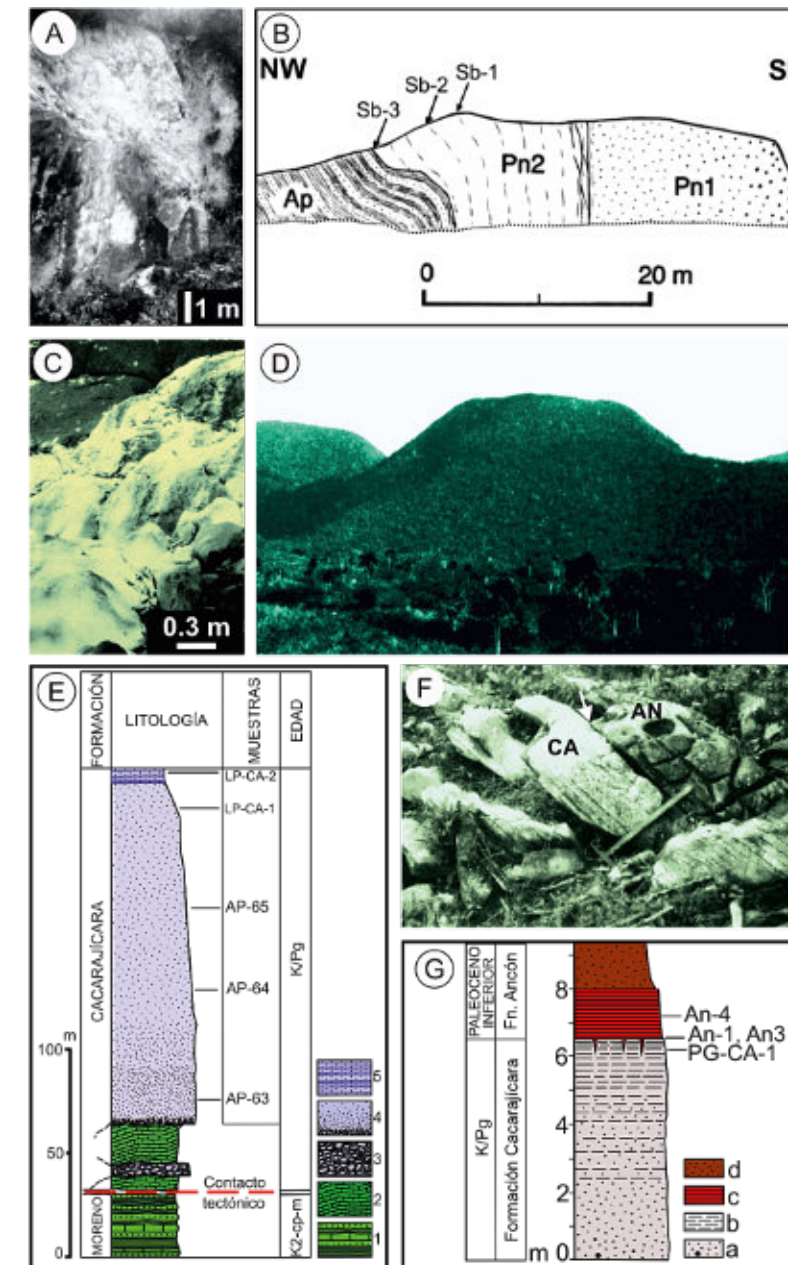 A
1 m
B
NW
S
Sb-1
Sb-2
Sb-3
Ap
Pn2
Pn1
0 20 m
C
0.3 m
D
E
FORMACIÓN
LITOLOGÍA
MUESTRAS
EDAD
LP-CA-2
LP-CA-1
AP-65
AP-64
AP-63
CACARAJÍCARA
K/Pg
m
100
50
0
Contacto
tectónico
MORENO
K2-cp-m
5
4
3
2
1
F
CA
AN
G
PALEOCENO
INFERIOR
Fn. Ancón
K/Pg
Formación Cacarajícara
8
6
4
2
m 0
An-4
An-1, An3
PG-CA-1
d
c
b
a